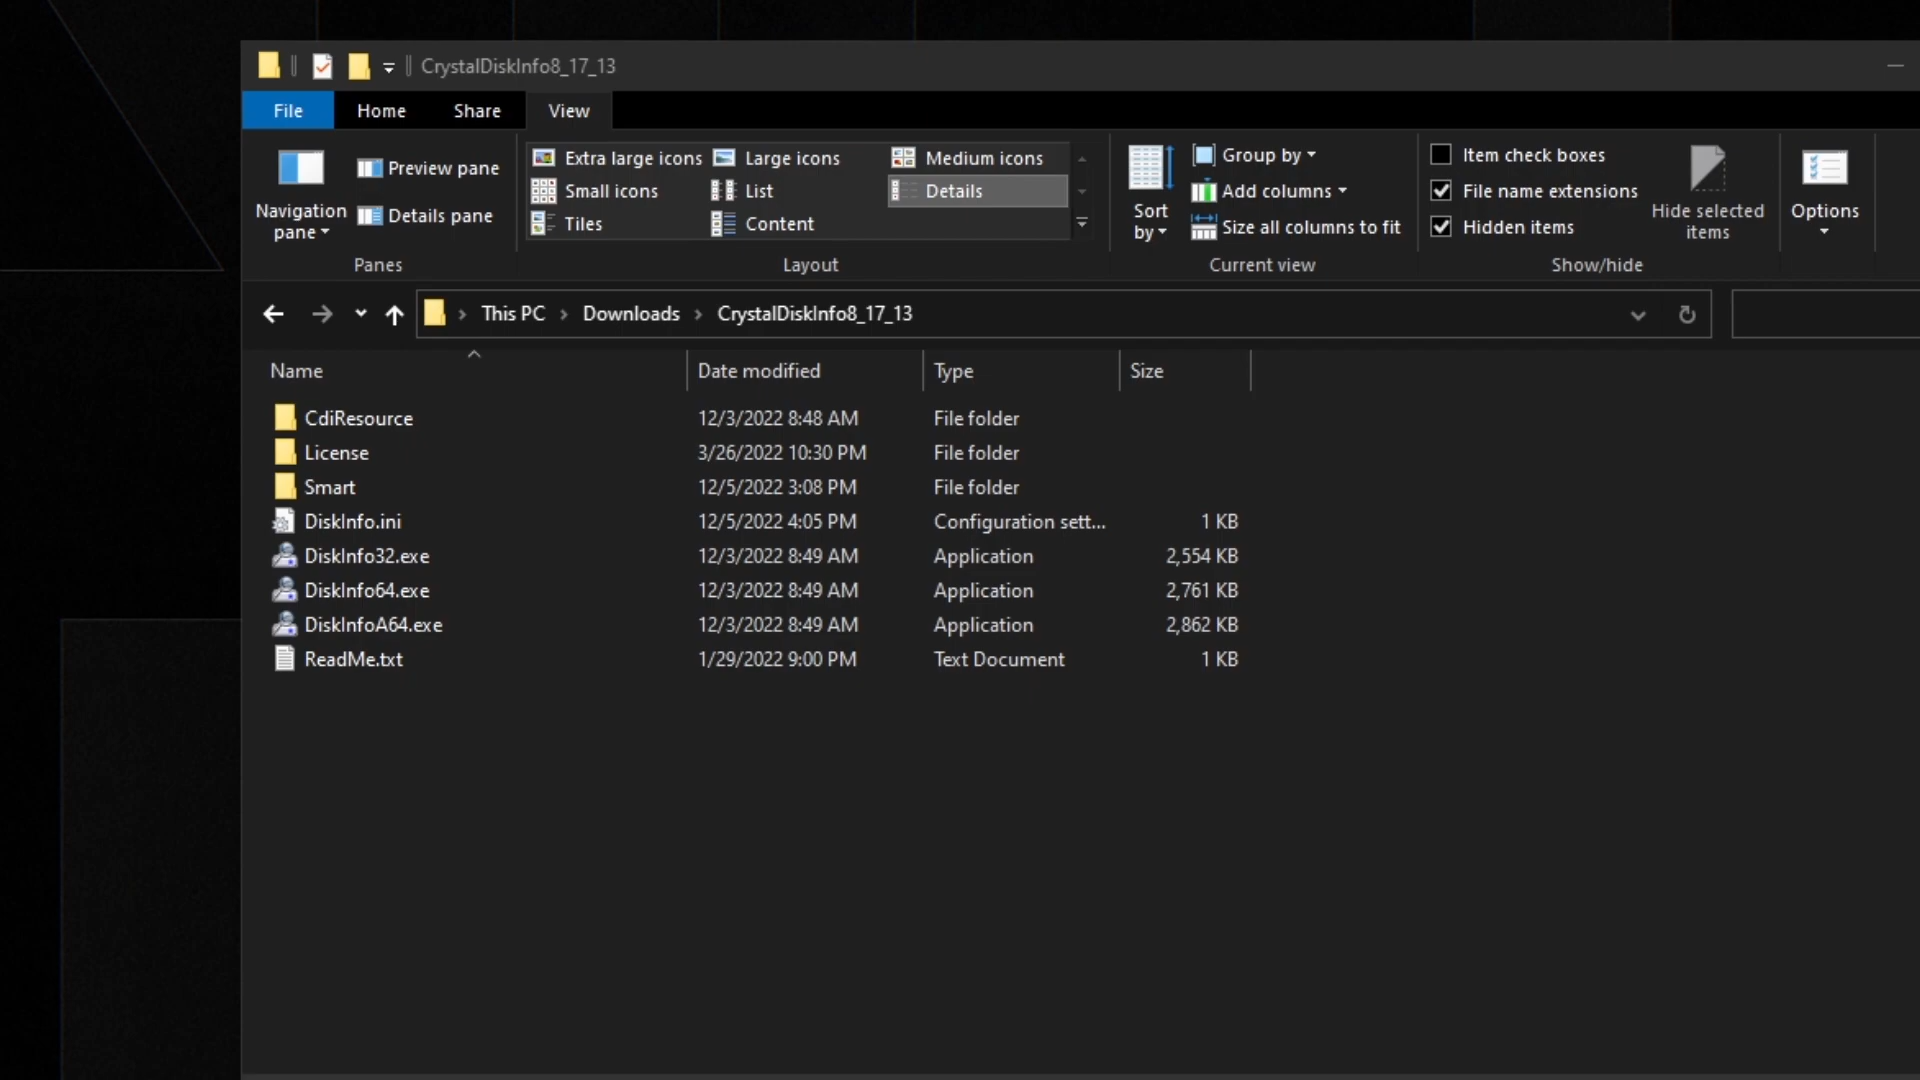 CrystalDiskInfo8_17_13
File Home Share View
Navigation pane
Preview pane
Details pane
Panes
Extra large icons Large icons Medium icons
Small icons List Details
Tiles Content
Layout
Sort by
Group by
Add columns
Size all columns to fit
Current view
Item check boxes
File name extensions
Hidden items
Hide selected items
Show/hide
Options
This PC Downloads CrystalDiskInfo8_17_13
Name Date modified Type Size
CdiResource 12/3/2022 8:48 AM File folder
License 3/26/2022 10:30 PM File folder
Smart 12/5/2022 3:08 PM File folder
DiskInfo.ini 12/5/2022 4:05 PM Configuration sett... 1 KB
DiskInfo32.exe 12/3/2022 8:49 AM Application 2,554 KB
DiskInfo64.exe 12/3/2022 8:49 AM Application 2,761 KB
DiskInfoA64.exe 12/3/2022 8:49 AM Application 2,862 KB
ReadMe.txt 1/29/2022 9:00 PM Text Document 1 KB